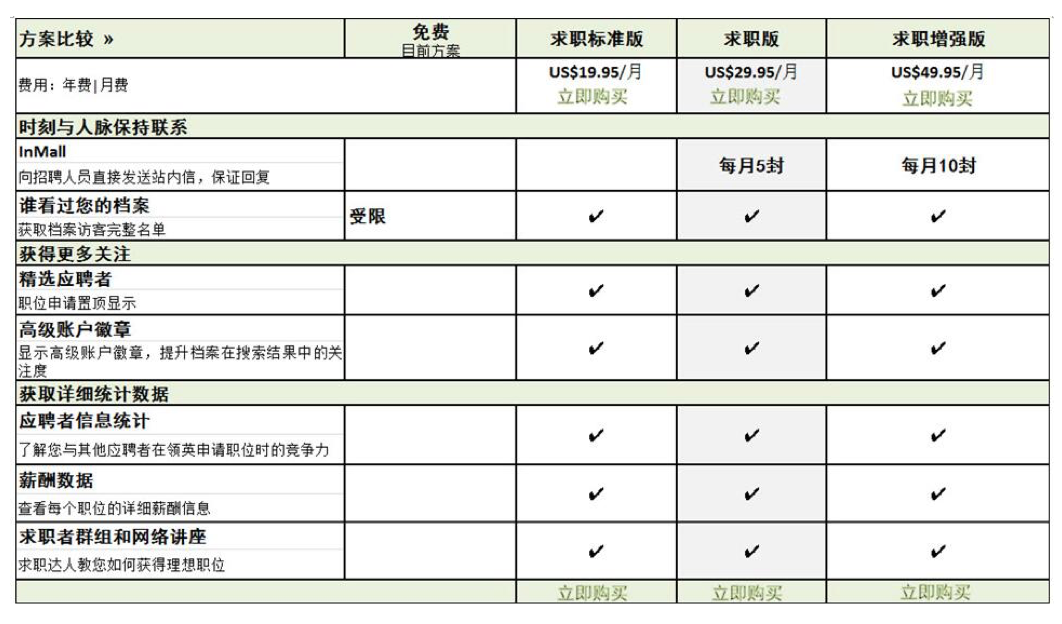 方案比较 »
免费
目前方案
求职标准版
求职版
求职增强版
费用：年费|月费
US$19.95/月
立即购买
US$29.95/月
立即购买
US$49.95/月
立即购买
时刻与人脉保持联系
InMall
向招聘人员直接发送站内信，保证回复
每月5封
每月10封
谁看过您的档案
获取档案访客完整名单
受限
✔
✔
✔
获得更多关注
精选应聘者
职位申请置顶显示
✔
✔
✔
高级账户徽章
显示高级账户徽章，提升档案在搜索结果中的关
注度
✔
✔
✔
获取详细统计数据
应聘者信息统计
了解您与其他应聘者在领英申请职位时的竞争力
✔
✔
✔
薪酬数据
查看每个职位的详细薪酬信息
✔
✔
✔
求职者群组和网络讲座
求职达人教您如何获得理想职位
✔
✔
✔
立即购买
立即购买
立即购买